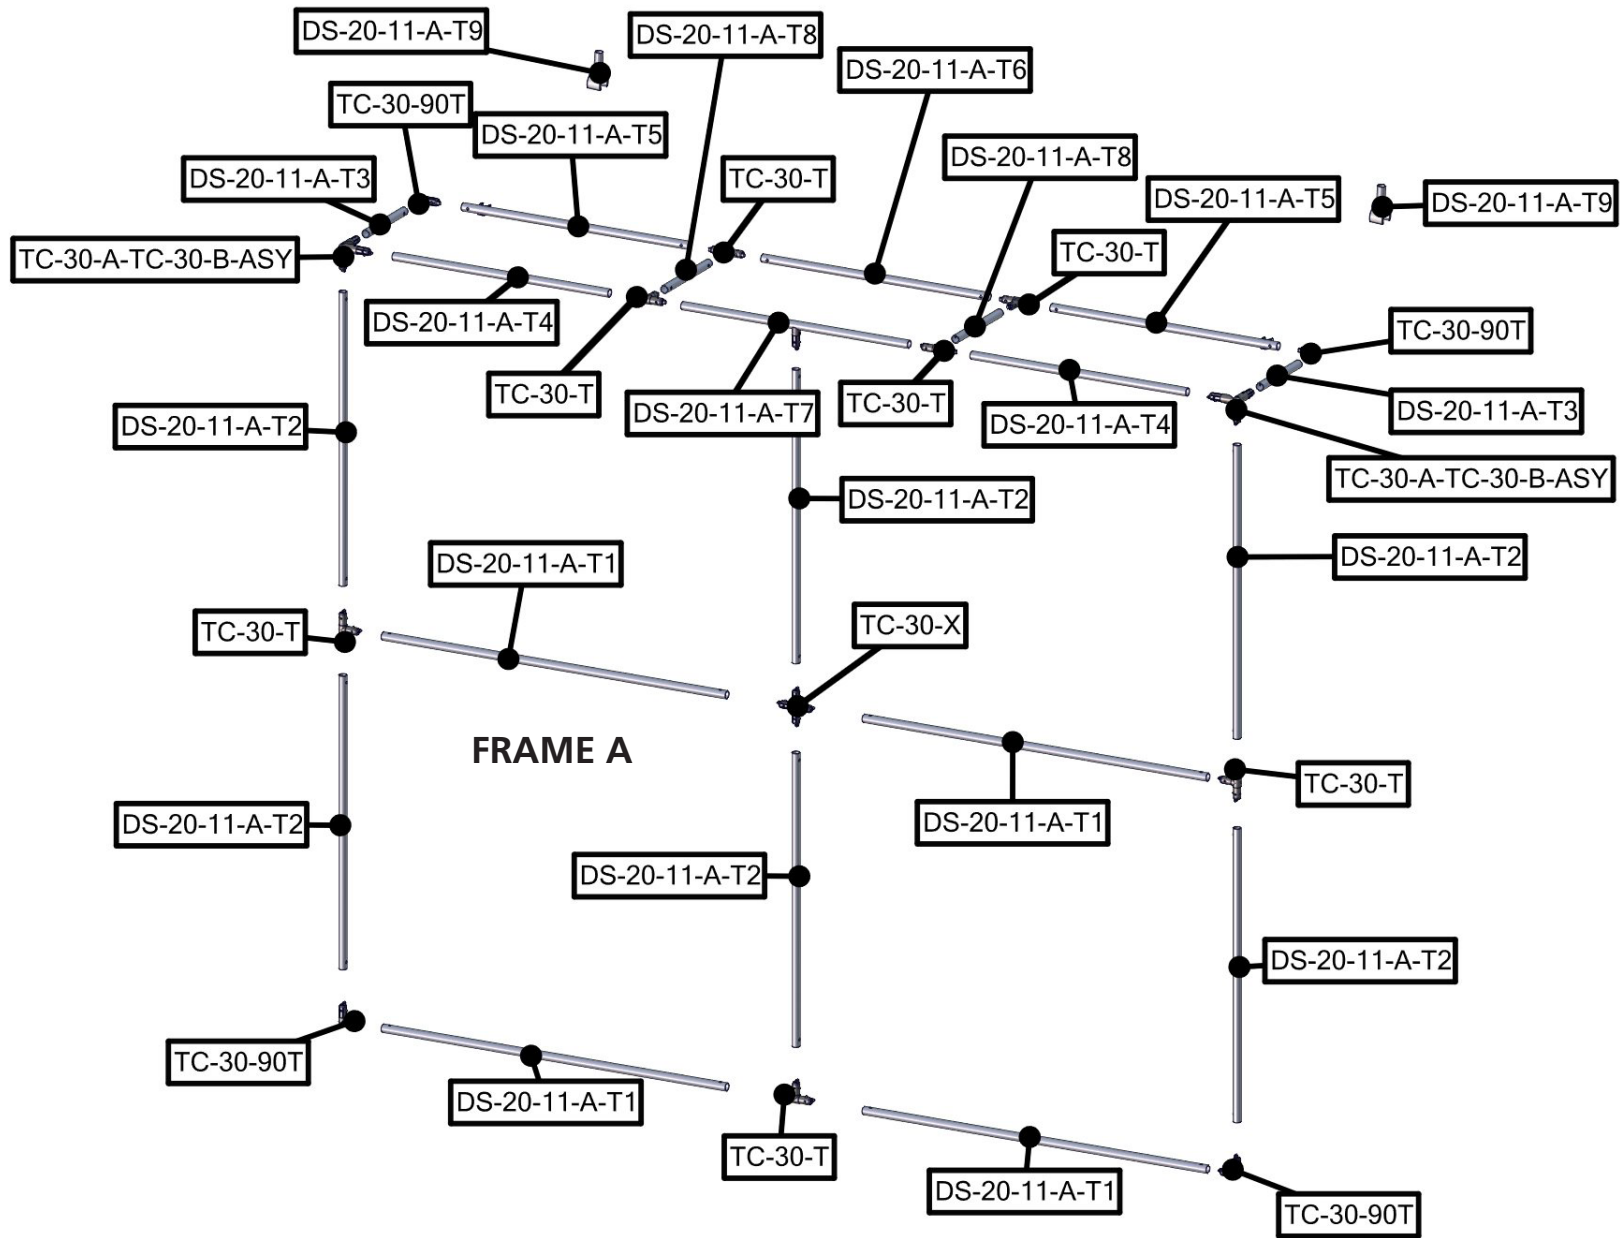 DS-20-11-A-T9
DS-20-11-A-T8
DS-20-11-A-T6
TC-30-90T
DS-20-11-A-T5
DS-20-11-A-T8
DS-20-11-A-T3
TC-30-T
DS-20-11-A-T5
DS-20-11-A-T9
TC-30-A-TC-30-B-ASY
TC-30-T
DS-20-11-A-T4
TC-30-90T
TC-30-T
DS-20-11-A-T7
TC-30-T
DS-20-11-A-T4
DS-20-11-A-T3
DS-20-11-A-T2
TC-30-A-TC-30-B-ASY
DS-20-11-A-T2
DS-20-11-A-T1
DS-20-11-A-T2
TC-30-T
TC-30-X
FRAME A
TC-30-T
DS-20-11-A-T2
DS-20-11-A-T1
DS-20-11-A-T2
DS-20-11-A-T2
TC-30-90T
DS-20-11-A-T1
TC-30-T
DS-20-11-A-T1
TC-30-90T